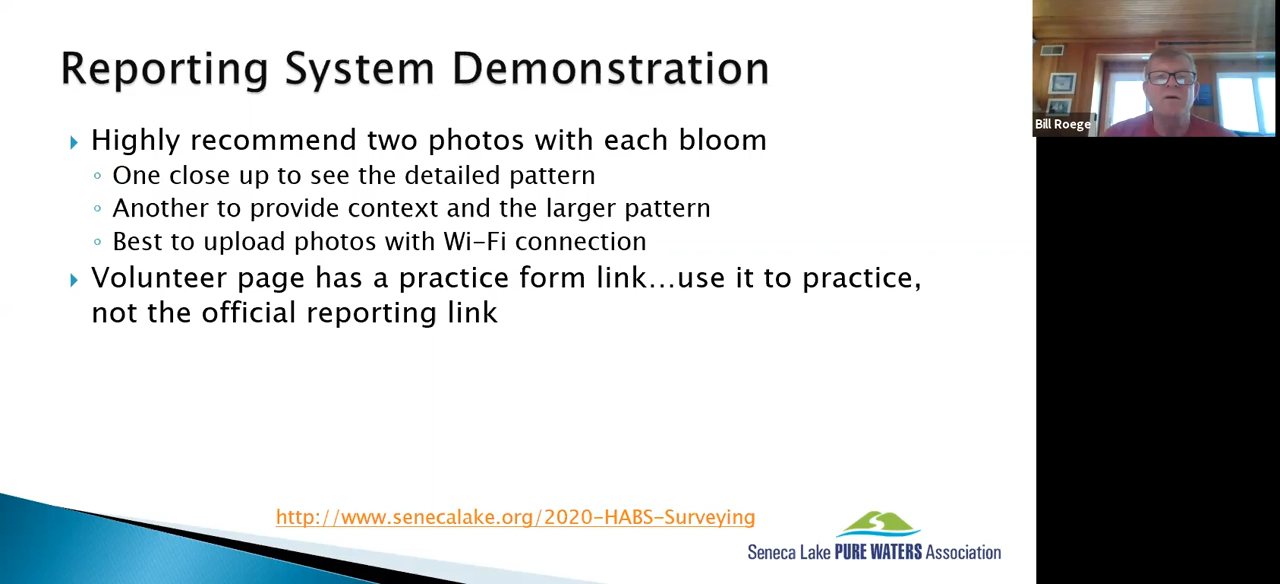 Reporting System Demonstration
Highly recommend two photos with each bloom
One close up to see the detailed pattern
Another to provide context and the larger pattern
Best to upload photos with Wi-Fi connection
Volunteer page has a practice form link…use it to practice,
not the official reporting link
http://www.senecalake.org/2020-HABS-Surveying
Seneca Lake PURE WATERS Association
Bill Roege